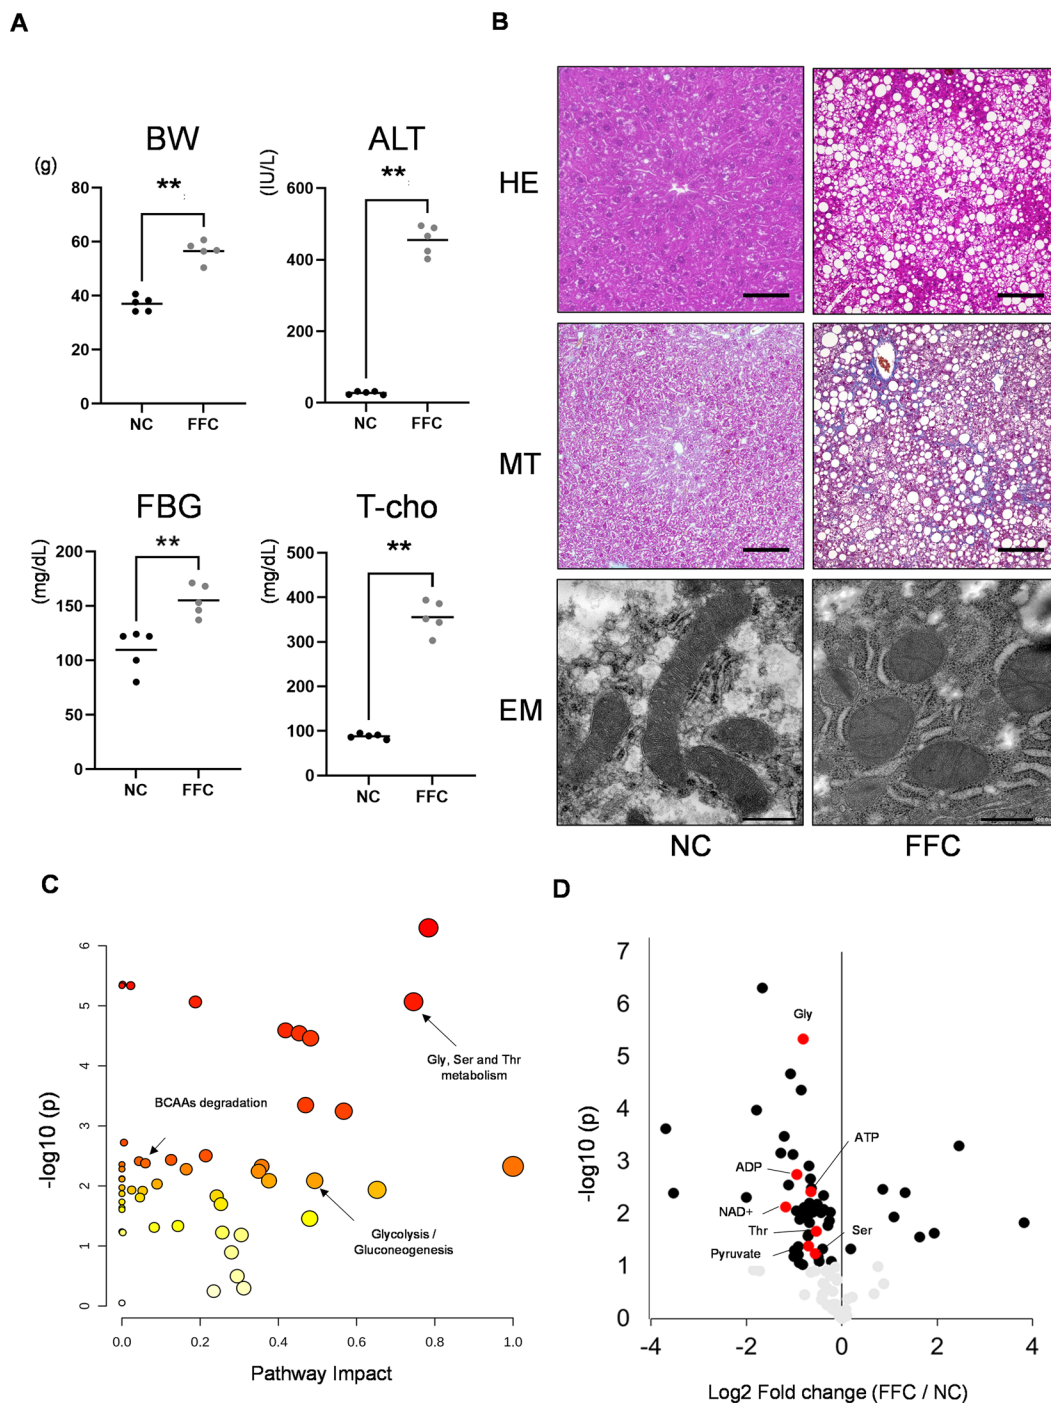 A
B
BW
ALT
(g)
(IU/L)
**
**
80
60
40
20
0
600
400
200
0
NC
FFC
NC
FFC
FBG
T-cho
(mg/dL)
(mg/dL)
**
**
200
150
100
50
0
500
400
300
200
100
0
NC
FFC
NC
FFC
HE
MT
EM
NC
FFC
C
D
-log10 (p)
6
5
4
3
2
1
0
Gly, Ser and Thr
metabolism
BCAAs degradation
Glycolysis /
Gluconeogenesis
0.0
0.2
0.4
0.6
0.8
1.0
Pathway Impact
-log10 (p)
7
6
5
4
3
2
1
0
Gly
ATP
ADP
NAD+
Thr
Ser
Pyruvate
-4
-2
0
2
4
Log2 Fold change (FFC / NC)